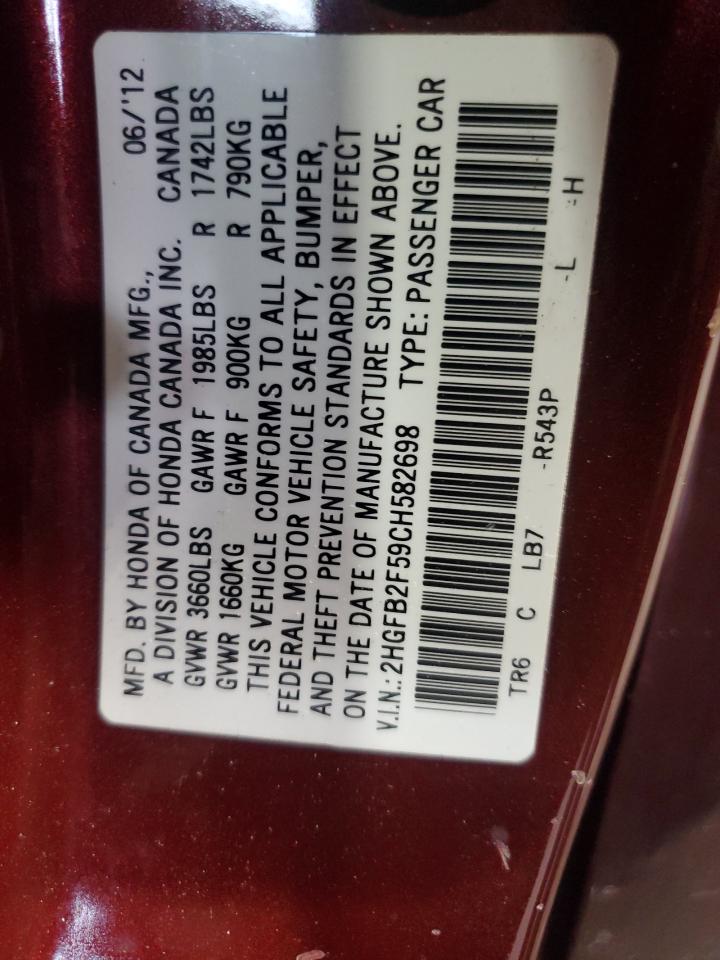 MFD. BY HONDA OF CANADA MFG., 06/'12
A DIVISION OF HONDA CANADA INC. CANADA
GVWR 3660LBS GAWR F 1985LBS R 1742LBS
GVWR 1660KG GAWR F 900KG R 790KG
THIS VEHICLE CONFORMS TO ALL APPLICABLE
FEDERAL MOTOR VEHICLE SAFETY, BUMPER,
AND THEFT PREVENTION STANDARDS IN EFFECT
ON THE DATE OF MANUFACTURE SHOWN ABOVE.
V.I.N.: 2HGFB2F59CH582698 TYPE: PASSENGER CAR
TR6 C LB7 -R543P -L -H